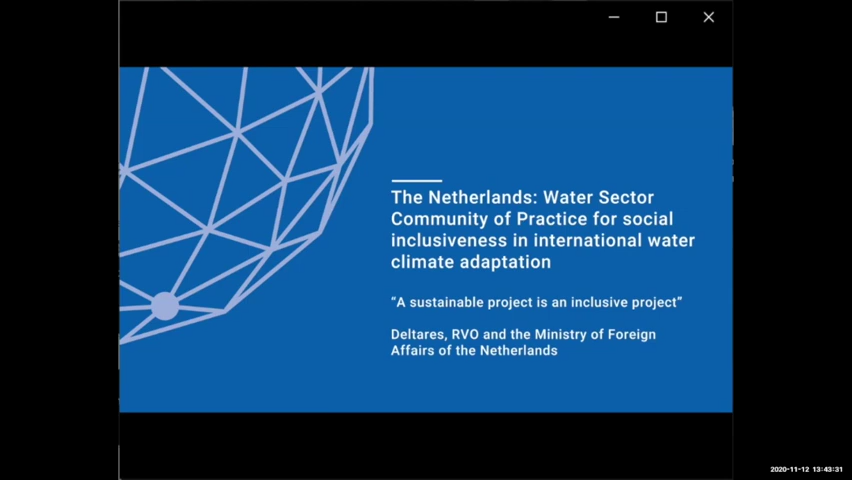 The Netherlands: Water Sector
Community of Practice for social
inclusiveness in international water
climate adaptation
“A sustainable project is an inclusive project”
Deltares, RVO and the Ministry of Foreign
Affairs of the Netherlands
2020-11-12 13:43:31